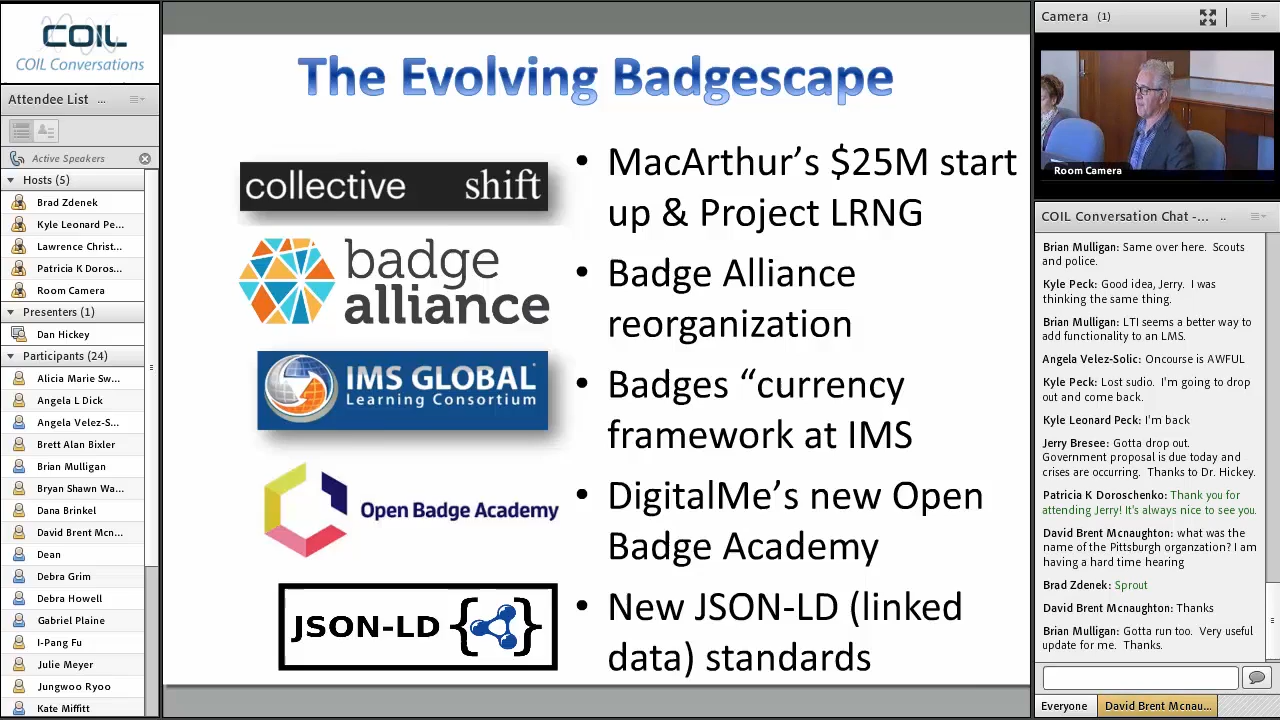 COIL
COIL Conversations
Attendee List ...
Active Speakers
Hosts (5)
Brad Zdenek
Kyle Leonard Pe...
Lawrence Christ...
Patricia K Doros...
Room Camera
Presenters (1)
Dan Hickey
Participants (24)
Alicia Marie Sw...
Angela L Dick
Angela Velez-S...
Brett Alan Bixler
Brian Mulligan
Bryan Shawn Wa...
Dana Brinkel
David Brent Mcn...
Dean
Debra Grim
Debra Howell
Gabriel Plaine
I-Pang Fu
Julie Meyer
Jungwoo Ryoo
Kate Miffitt
The Evolving Badgescape
collective shift
badge
alliance
IMS GLOBAL
Learning Consortium
Open Badge Academy
JSON-LD {}
• MacArthur’s $25M start
up & Project LRNG
• Badge Alliance
reorganization
• Badges “currency
framework at IMS
• DigitalMe’s new Open
Badge Academy
• New JSON-LD (linked
data) standards
Camera (1)
Room Camera
COIL Conversation Chat -... ..
Brian Mulligan: Same over here. Scouts
and police.
Kyle Peck: Good idea, Jerry. I was
thinking the same thing.
Brian Mulligan: LTI seems a better way to
add functionality to an LMS.
Angela Velez-Solic: Oncourse is AWFUL
Kyle Peck: Lost sudio. I'm going to drop
out and come back.
Kyle Leonard Peck: I'm back
Jerry Bresee: Gotta drop out.
Government proposal is due today and
crises are occurring. Thanks to Dr. Hickey.
Patricia K Doroschenko: Thank you for
attending Jerry! It's always nice to see you.
David Brent Mcnaughton: what was the
name of the Pittsburgh organzation? I am
having a hard time hearing
Brad Zdenek: Sprout
David Brent Mcnaughton: Thanks
Brian Mulligan: Gotta run too. Very useful
update for me. Thanks.
Everyone
David Brent Mcnau...